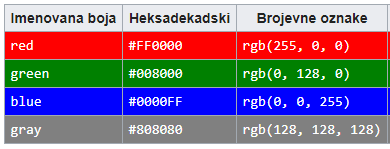 Imenovana boja Heksadekadski Brojevne oznake
red #FF0000 rgb(255, 0, 0)
green #008000 rgb(0, 128, 0)
blue #0000FF rgb(0, 0, 255)
gray #808080 rgb(128, 128, 128)